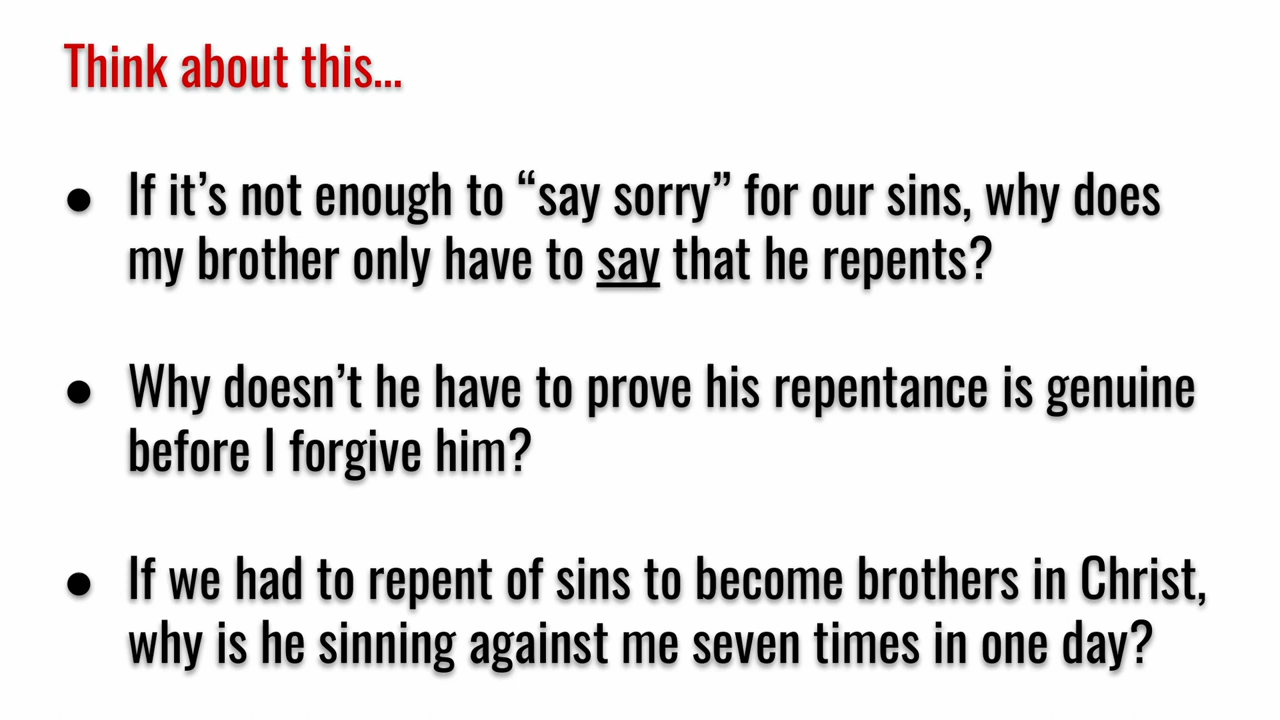 Think about this...
● If it’s not enough to “say sorry” for our sins, why does
my brother only have to say that he repents?
● Why doesn’t he have to prove his repentance is genuine
before I forgive him?
● If we had to repent of sins to become brothers in Christ,
why is he sinning against me seven times in one day?